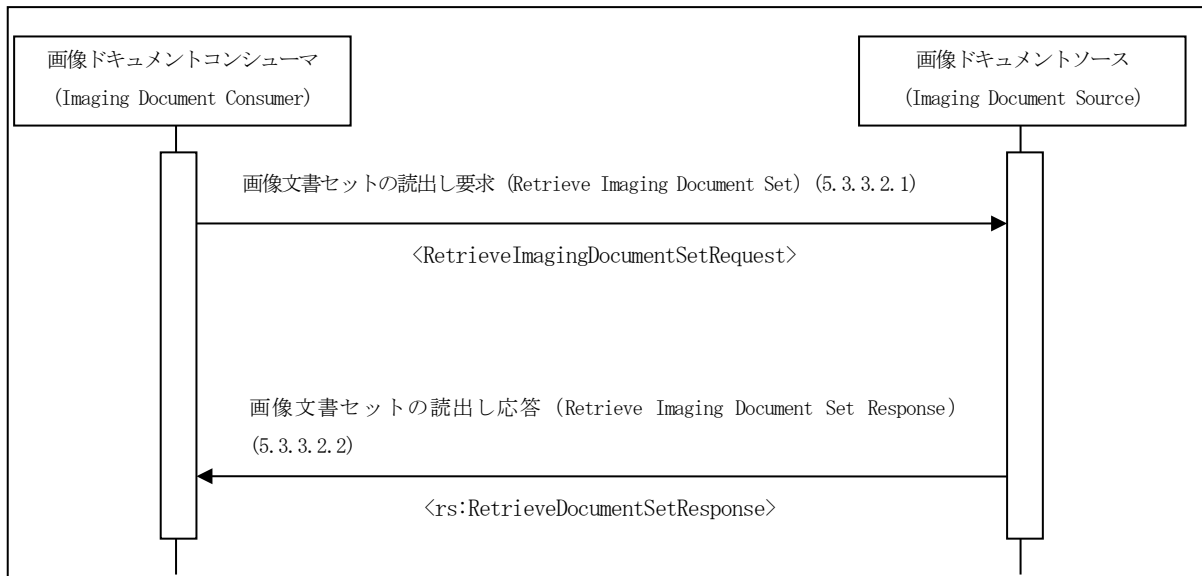 画像ドキュメントコンシューマ
(Imaging Document Consumer)
画像ドキュメントソース
(Imaging Document Source)
画像文書セットの読出し要求 (Retrieve Imaging Document Set) (5.3.3.2.1)
<RetrieveImagingDocumentSetRequest>
画像文書セットの読出し応答 (Retrieve Imaging Document Set Response)
(5.3.3.2.2)
<rs:RetrieveDocumentSetResponse>